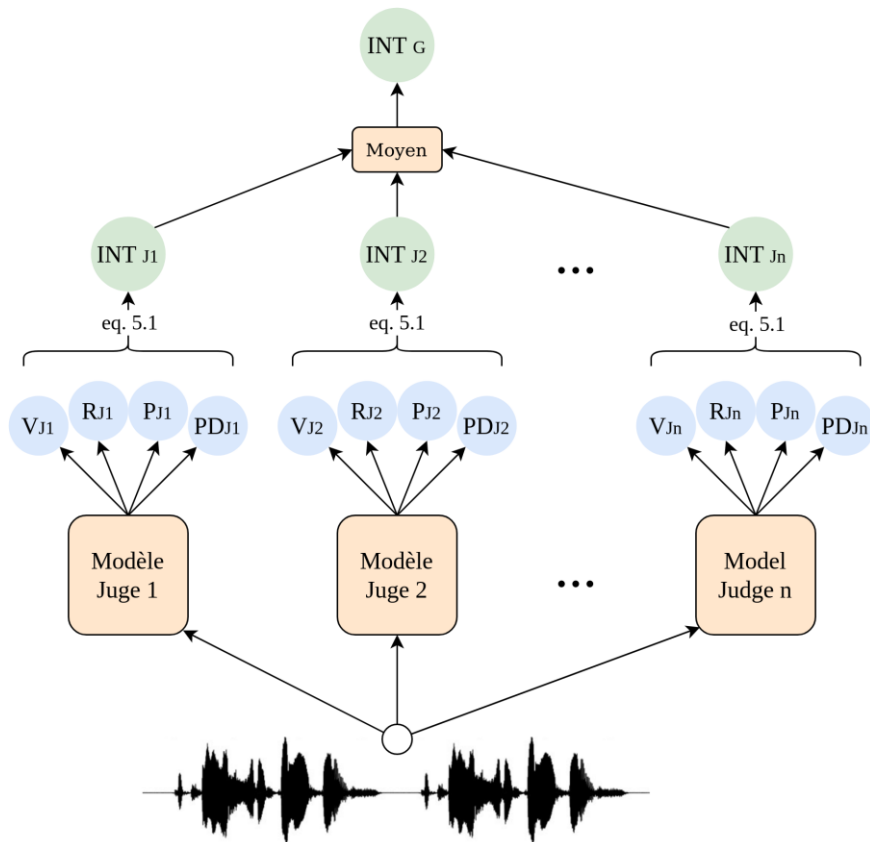 INT G
Moyen
INT J1
INT J2
...
INT Jn
eq. 5.1
eq. 5.1
eq. 5.1
VJ1
RJ1
PJ1
PDJ1
VJ2
RJ2
PJ2
PDJ2
VJn
RJn
PJn
PDJn
Modèle
Juge 1
Modèle
Juge 2
...
Model
Judge n